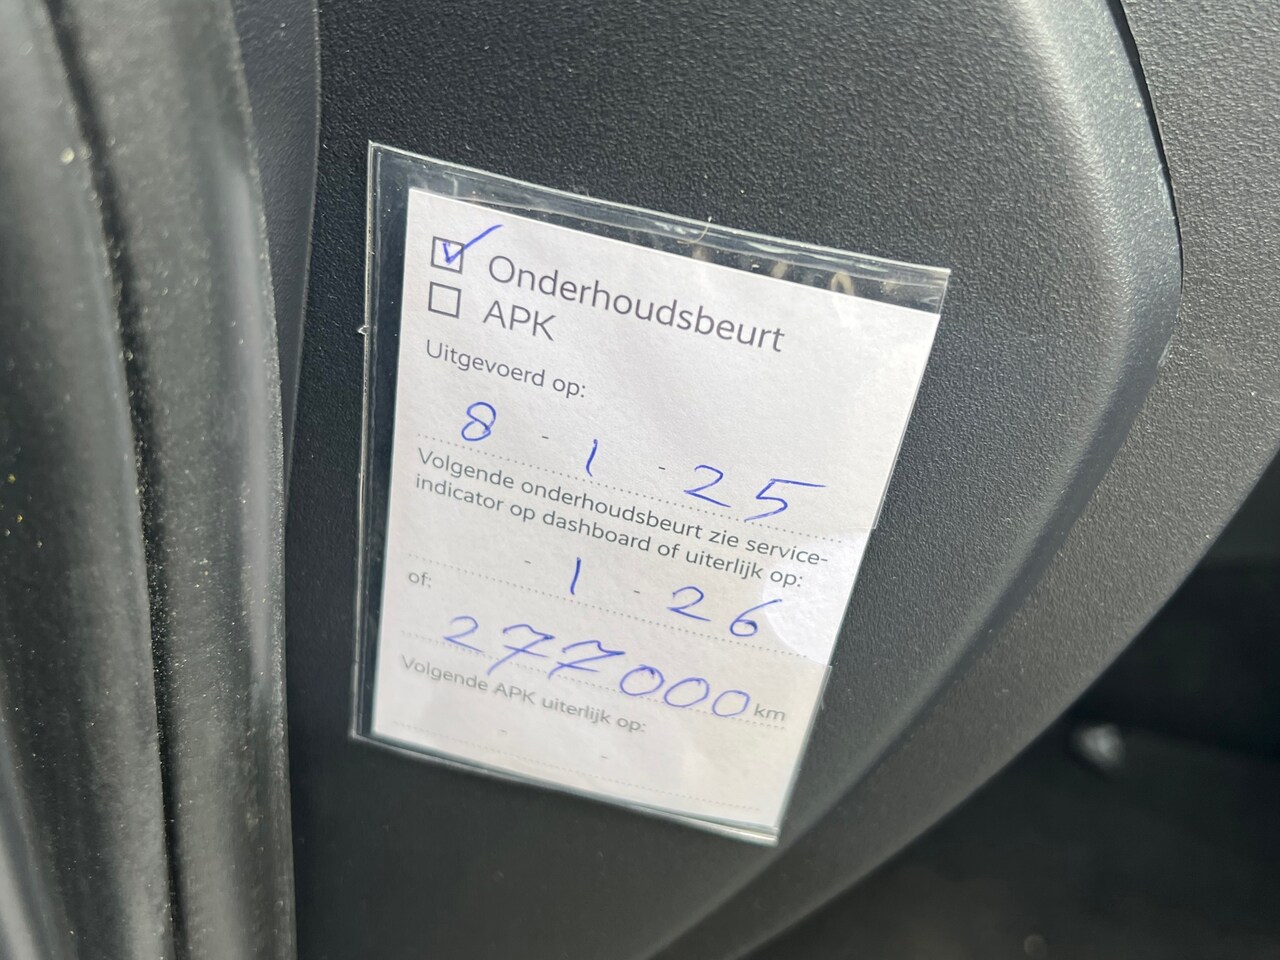 Onderhoudsbeurt
APK
Uitgevoerd op:
8 - 1 - 25
Volgende onderhoudsbeurt zie service-
indicator op dashboard of uiterlijk op:
- 1 - 26
of:
277000 km
Volgende APK uiterlijk op:
- -